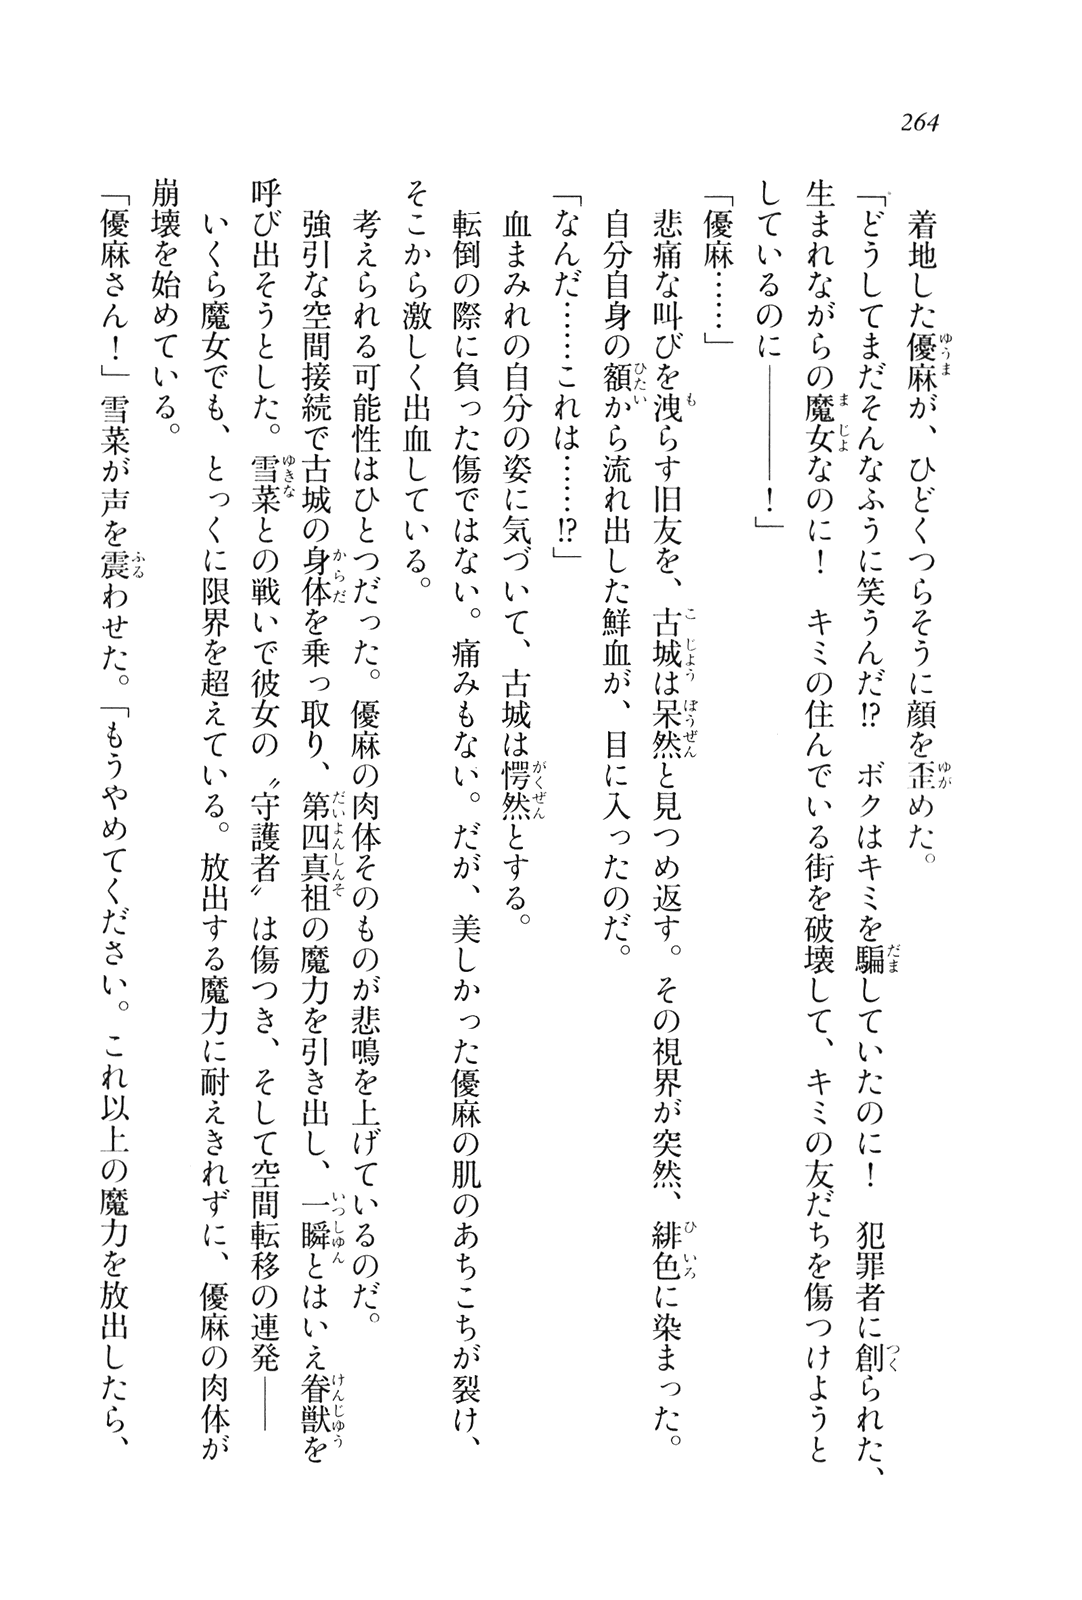 264
　着地した優麻が、ひどくつらそうに顔を歪めた。
「どうしてまだそんなふうに笑うんだ!?　ボクはキミを騙していたのに！　犯罪者に創られた、
生まれながらの魔女なのに！　キミの住んでいる街を破壊して、キミの友だちを傷つけようと
しているのに――――！」
「優麻……」
　悲痛な叫びを洩らす旧友を、古城は呆然と見つめ返す。その視界が突然、緋色に染まった。
　自分自身の額から流れ出した鮮血が、目に入ったのだ。
「なんだ……これは……!?」
　血まみれの自分の姿に気づいて、古城は愕然とする。
　転倒の際に負った傷ではない。痛みもない。だが、美しかった優麻の肌のあちこちが裂け、
そこから激しく出血している。
　考えられる可能性はひとつだった。優麻の肉体そのものが悲鳴を上げているのだ。
　強引な空間接続で古城の身体を乗っ取り、第四真祖の魔力を引き出し、一瞬とはいえ眷獣を
呼び出そうとした。雪菜との戦いで彼女の〝守護者〟は傷つき、そして空間転移の連発――
　いくら魔女でも、とっくに限界を超えている。放出する魔力に耐えきれずに、優麻の肉体が
崩壊を始めている。
「優麻さん！」雪菜が声を震わせた。「もうやめてください。これ以上の魔力を放出したら、